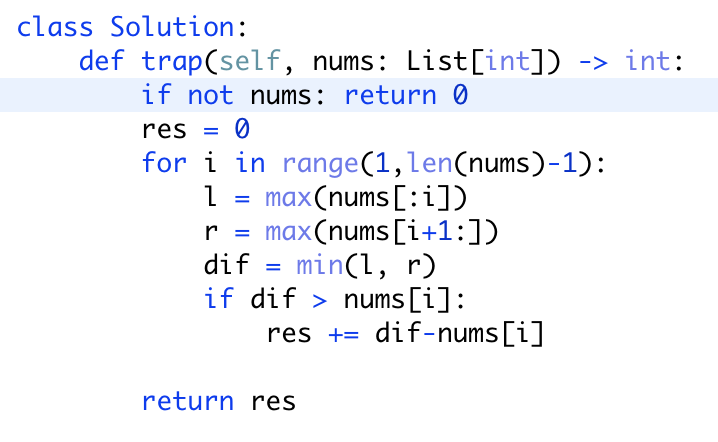 class Solution:
    def trap(self, nums: List[int]) -> int:
        if not nums: return 0
        res = 0
        for i in range(1,len(nums)-1):
            l = max(nums[:i])
            r = max(nums[i+1:])
            dif = min(l, r)
            if dif > nums[i]:
                res += dif-nums[i]
        return res